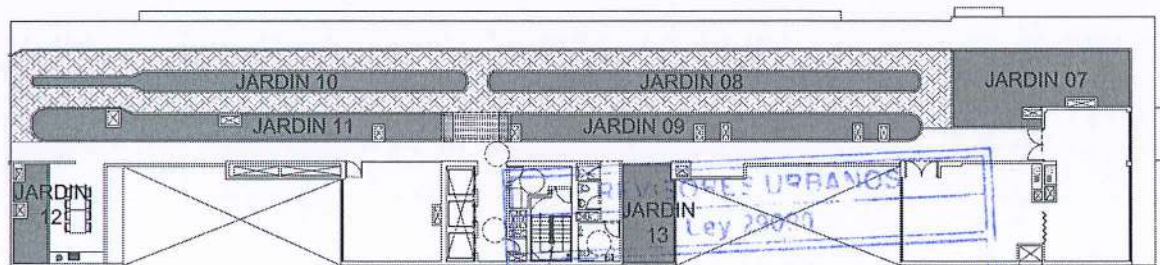 JARDIN 10
JARDIN 08
JARDIN 07
JARDIN 11
JARDIN 09
JARDIN
12
JARDIN
13
REVISORES URBANOS
Ley 29090